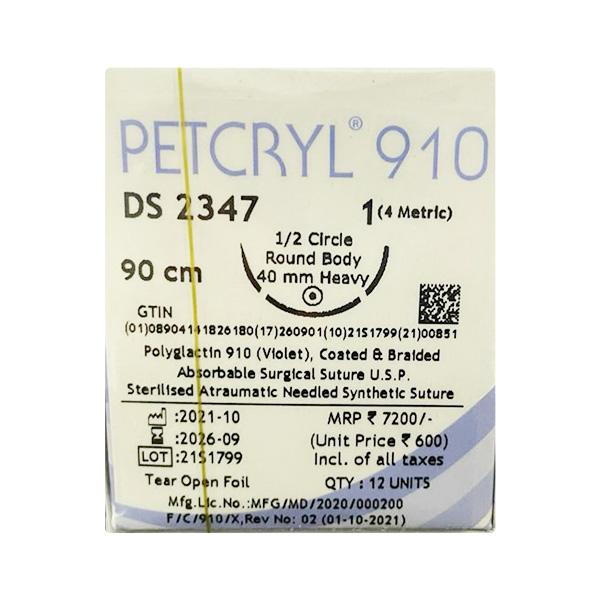 PETCRYL® 910
DS 2347 1 (4 Metric)
1/2 Circle
Round Body
90 cm 40 mm Heavy
GTIN
(01)08904141826180(17)260901(10)21S1799(21)00851
Polyglactin 910 (Violet), Coated & Braided
Absorbable Surgical Suture U.S.P.
Sterilised Atraumatic Needled Synthetic Suture
:2021-10 MRP ₹ 7200/-
:2026-09 (Unit Price ₹ 600)
LOT :21S1799 Incl. of all taxes
Tear Open Foil QTY : 12 UNITS
Mfg.Lic.No.:MFG/MD/2020/000200
F/C/910/X,Rev No: 02 (01-10-2021)